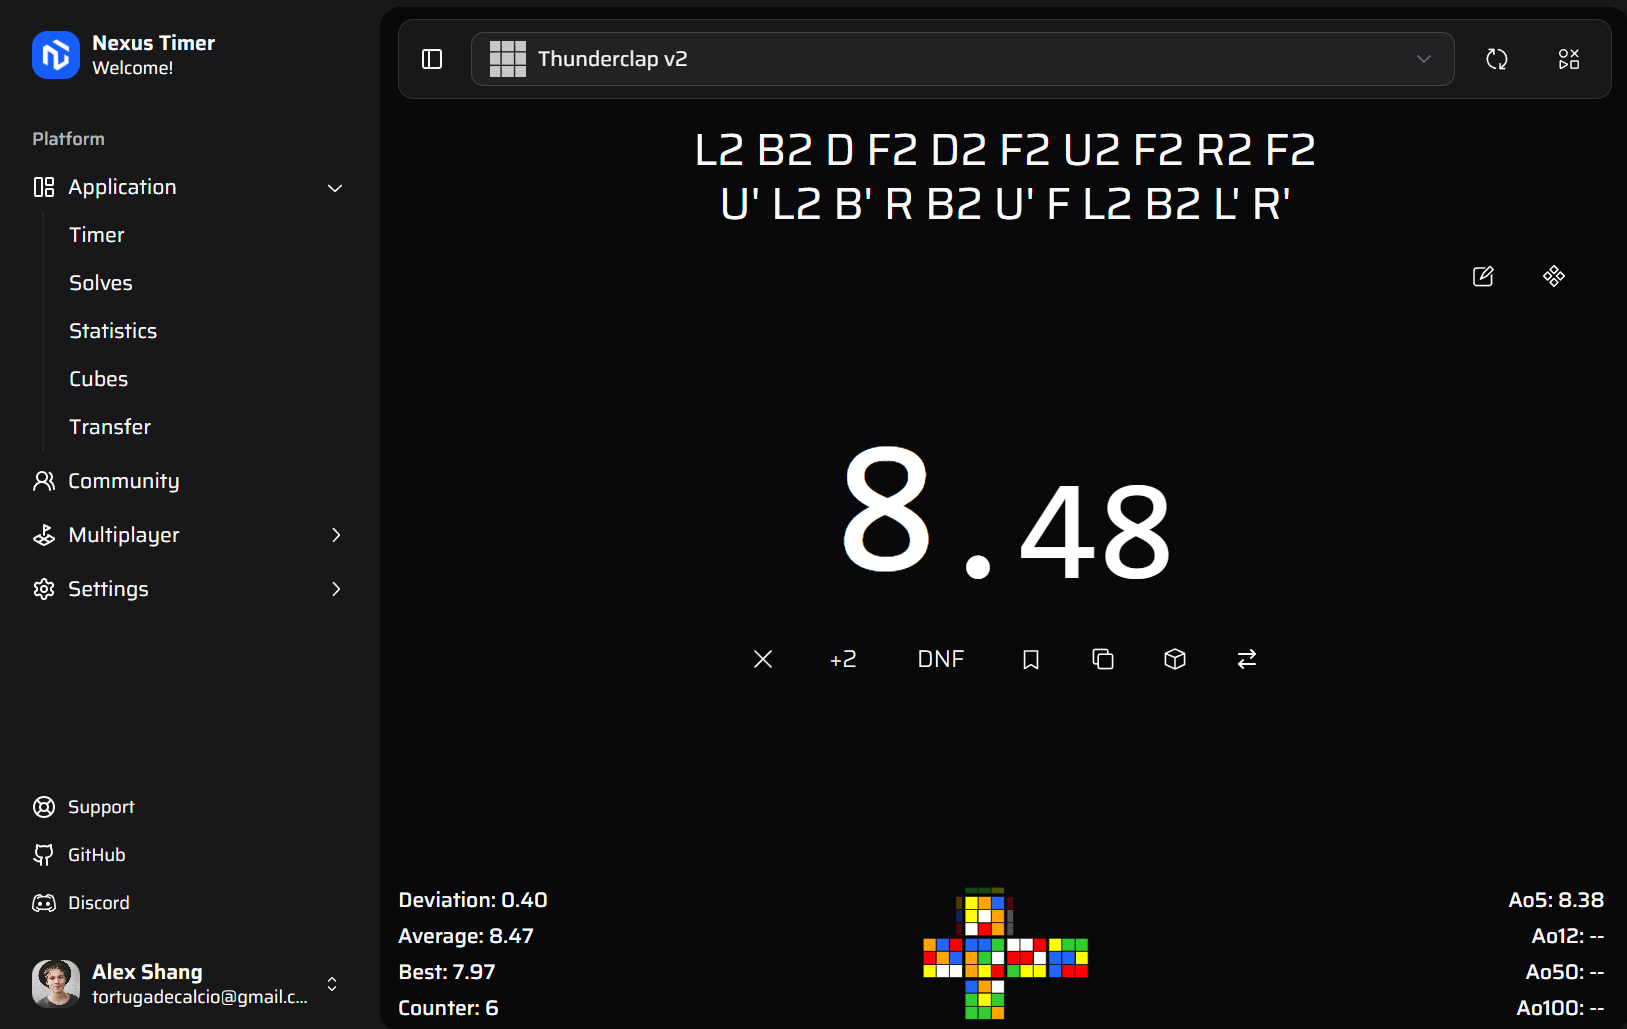 Nexus Timer
Welcome!
Platform
Application
Timer
Solves
Statistics
Cubes
Transfer
Community
Multiplayer
Settings
Support
GitHub
Discord
Alex Shang
tortugadecalcio@gmail.c...
Thunderclap v2
L2 B2 D F2 D2 F2 U2 F2 R2 F2
U' L2 B' R B2 U' F L2 B2 L' R'
8.48
+2
DNF
Deviation: 0.40
Average: 8.47
Best: 7.97
Counter: 6
Ao5: 8.38
Ao12: --
Ao50: --
Ao100: --